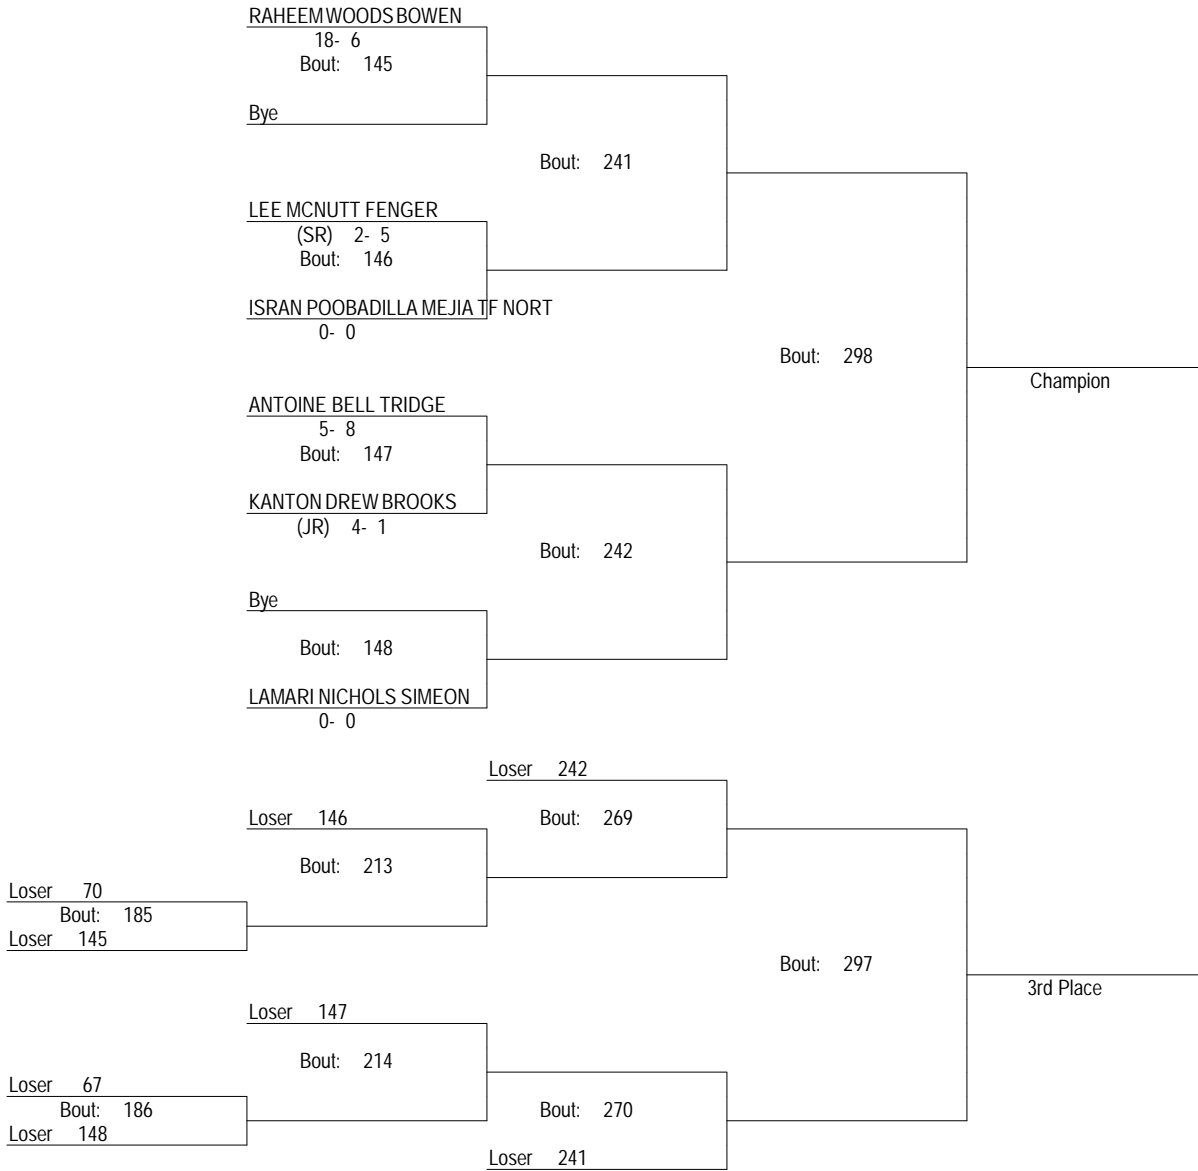 RAHEEM WOODS BOWEN
18- 6
Bout: 145
Bye
Bout: 241
LEE MCNUTT FENGER
(SR) 2- 5
Bout: 146
ISRAN POOBADILLA MEJIA TF NORT
0- 0
Bout: 298
Champion
ANTOINE BELL TRIDGE
5- 8
Bout: 147
KANTON DREW BROOKS
(JR) 4- 1
Bout: 242
Bye
Bout: 148
LAMARI NICHOLS SIMEON
0- 0
Loser 242
Loser 146
Bout: 269
Bout: 213
Loser 70
Bout: 185
Loser 145
Bout: 297
3rd Place
Loser 147
Bout: 214
Loser 67
Bout: 186
Loser 148
Bout: 270
Loser 241